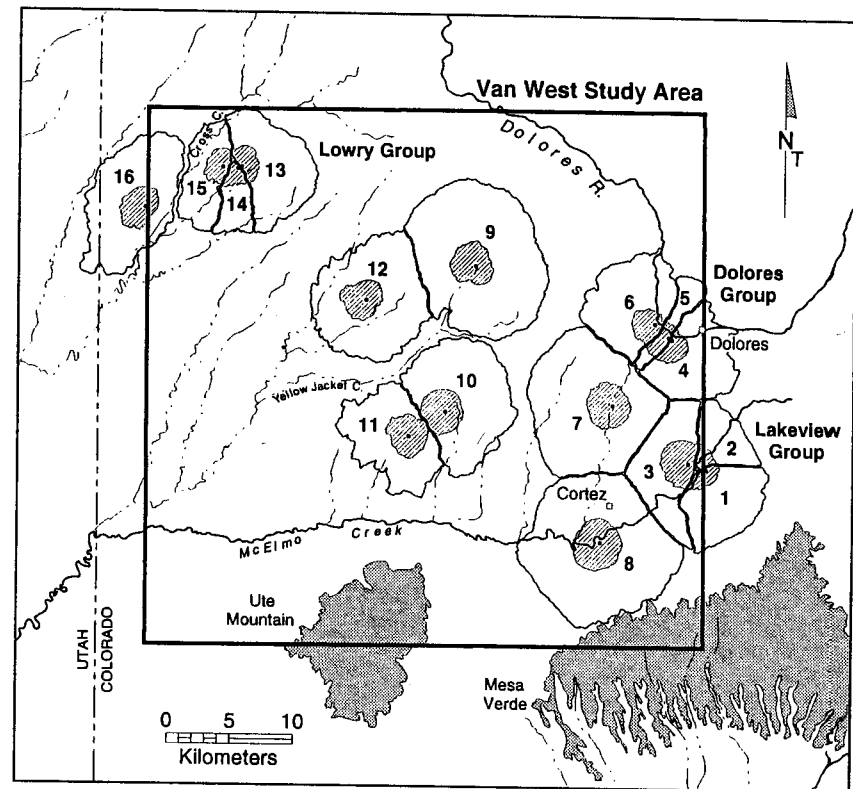 Van West Study Area
Cross C.
Dolores R.
N
T
Lowry Group
16
13
15
14
9
12
Dolores
Group
5
6
Dolores
4
10
Yellow Jacket C.
7
11
Lakeview
Group
2
3
1
Cortez
McElmo Creek
8
Ute
Mountain
UTAH
COLORADO
Mesa
Verde
0 5 10
Kilometers